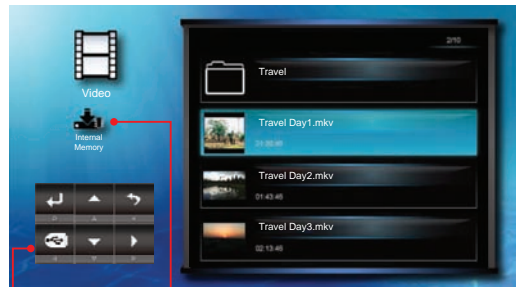 2/10
Video
Internal
Memory
Travel
Travel Day1.mkv
Travel Day2.mkv
01:43:46
Travel Day3.mkv
02:13:46